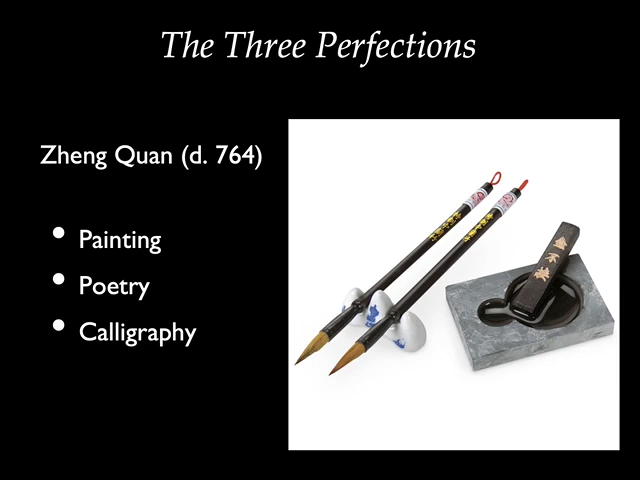 The Three Perfections
Zheng Quan (d. 764)
• Painting
• Poetry
• Calligraphy